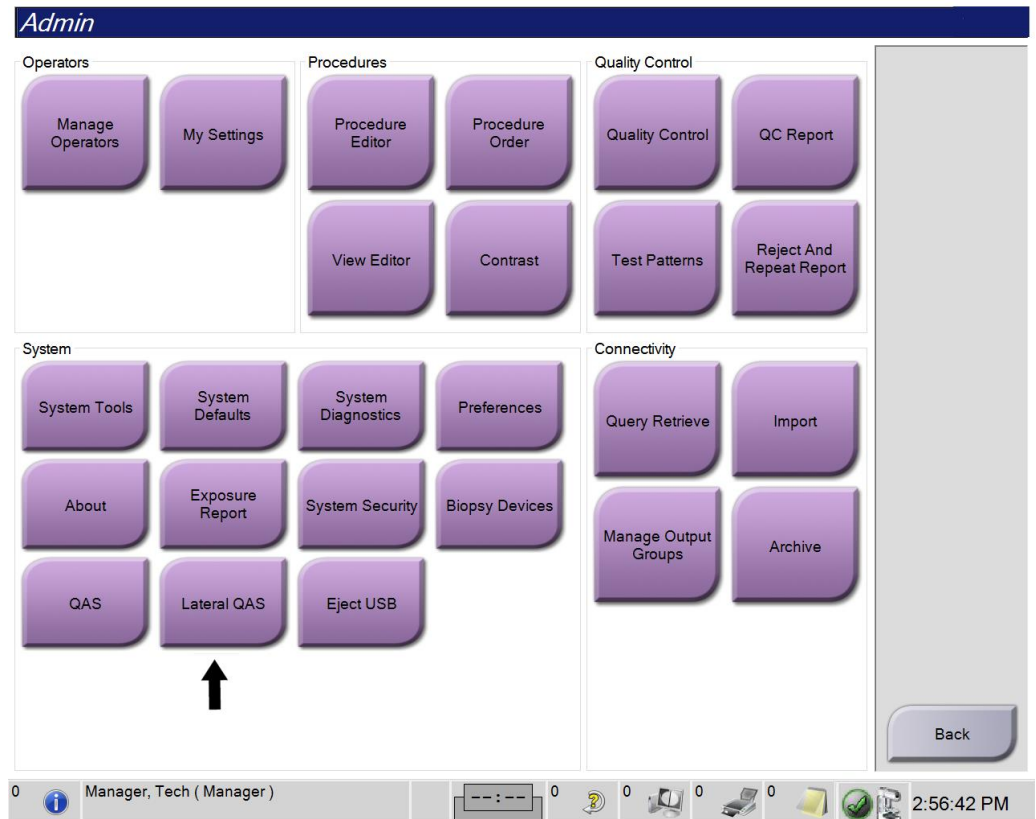 Admin
Operators
Manage
Operators
My Settings
Procedures
Procedure
Editor
Procedure
Order
View Editor
Contrast
Quality Control
Quality Control
QC Report
Test Patterns
Reject And
Repeat Report
System
System Tools
System
Defaults
System
Diagnostics
Preferences
About
Exposure
Report
System Security
Biopsy Devices
QAS
Lateral QAS
Eject USB
Connectivity
Query Retrieve
Import
Manage Output
Groups
Archive
Back
0 Manager, Tech ( Manager ) --:-- 0 0 0 0 2:56:42 PM